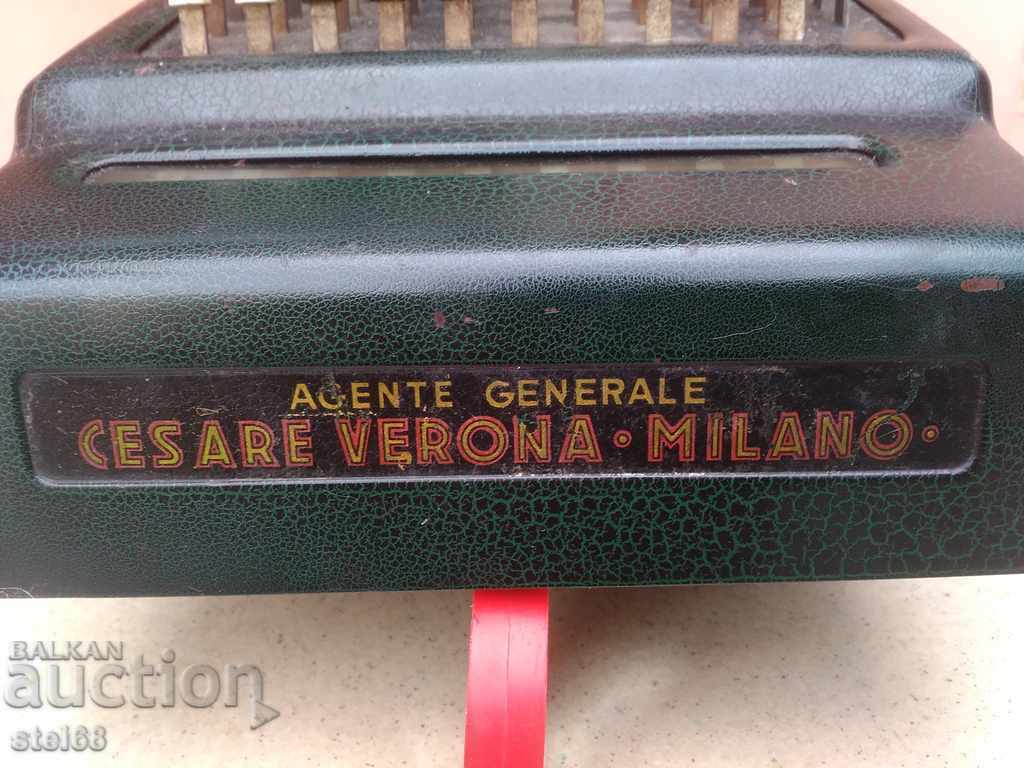 AGENTE GENERALE
CESARE VERONA · MILANO ·
BALKAN
auction
stel68